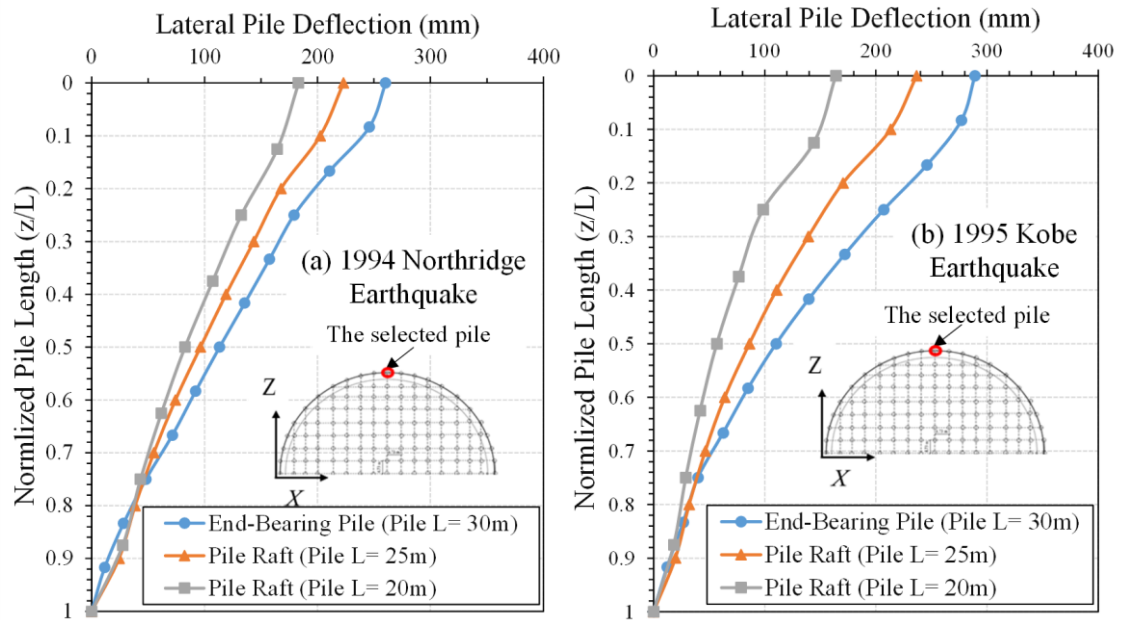 Lateral Pile Deflection (mm)
0 100 200 300 400
Normlized Pile Length (z/L)
0
0.1
0.2
0.3
0.4
0.5
0.6
0.7
0.8
0.9
1
(a) 1994 Northridge
Earthquake
The selected pile
Z
X
End-Bearing Pile (Pile L= 30m)
Pile Raft (Pile L= 25m)
Pile Raft (Pile L= 20m)
Lateral Pile Deflection (mm)
0 100 200 300 400
Normlized Pile Length (z/L)
0
0.1
0.2
0.3
0.4
0.5
0.6
0.7
0.8
0.9
1
(b) 1995 Kobe
Earthquake
The selected pile
Z
X
End-Bearing Pile (Pile L= 30m)
Pile Raft (Pile L= 25m)
Pile Raft (Pile L= 20m)